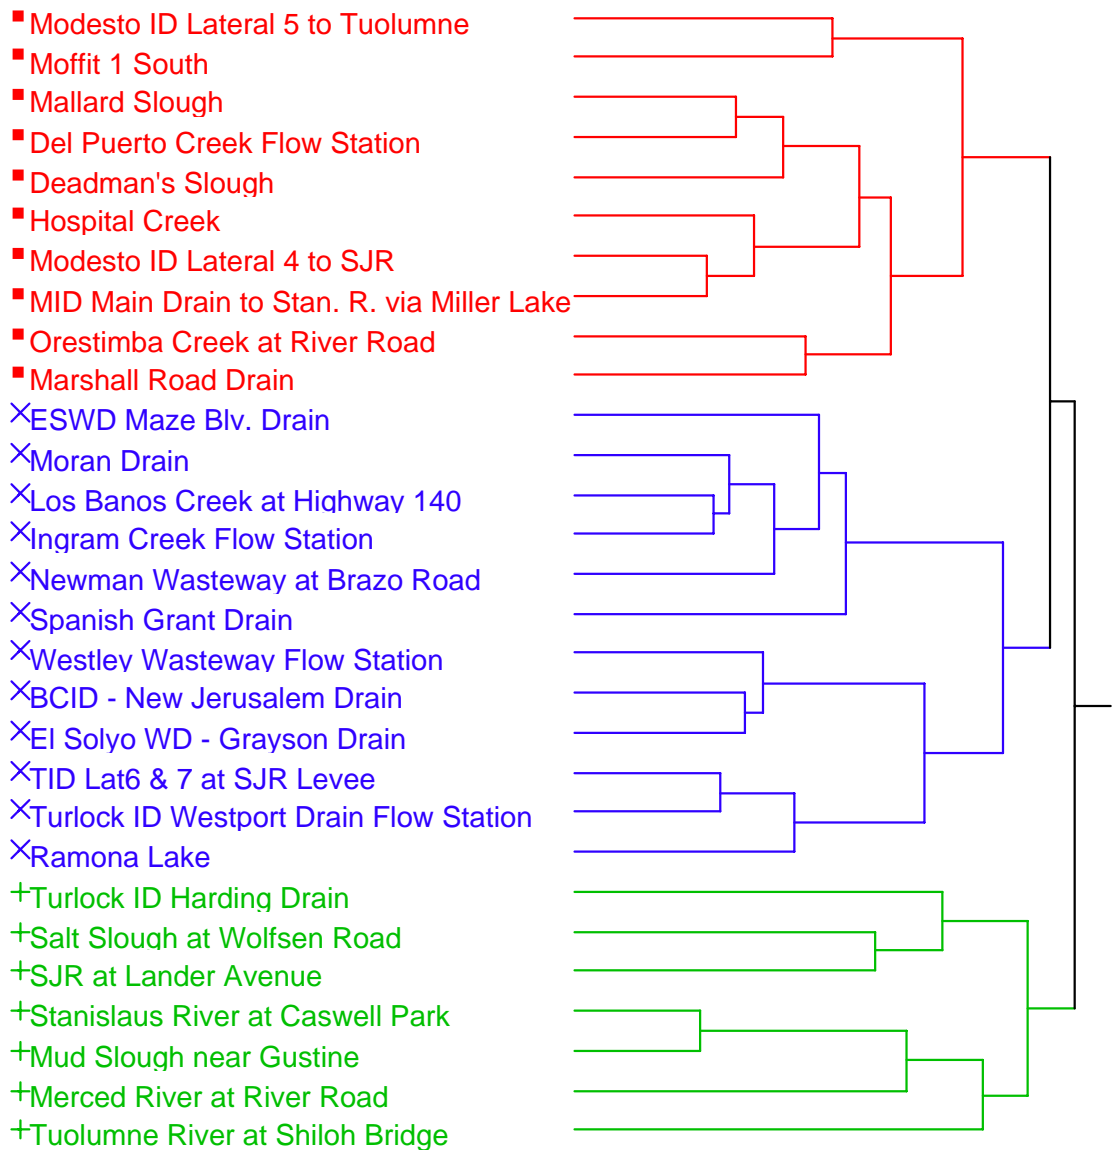 Modesto ID Lateral 5 to Tuolumne
Moffit 1 South
Mallard Slough
Del Puerto Creek Flow Station
Deadman's Slough
Hospital Creek
Modesto ID Lateral 4 to SJR
MID Main Drain to Stan. R. via Miller Lake
Orestimba Creek at River Road
Marshall Road Drain
ESWD Maze Blv. Drain
Moran Drain
Los Banos Creek at Highway 140
Ingram Creek Flow Station
Newman Wasteway at Brazo Road
Spanish Grant Drain
Westley Wasteway Flow Station
BCID - New Jerusalem Drain
El Solyo WD - Grayson Drain
TID Lat6 & 7 at SJR Levee
Turlock ID Westport Drain Flow Station
Ramona Lake
Turlock ID Harding Drain
Salt Slough at Wolfsen Road
SJR at Lander Avenue
Stanislaus River at Caswell Park
Mud Slough near Gustine
Merced River at River Road
Tuolumne River at Shiloh Bridge